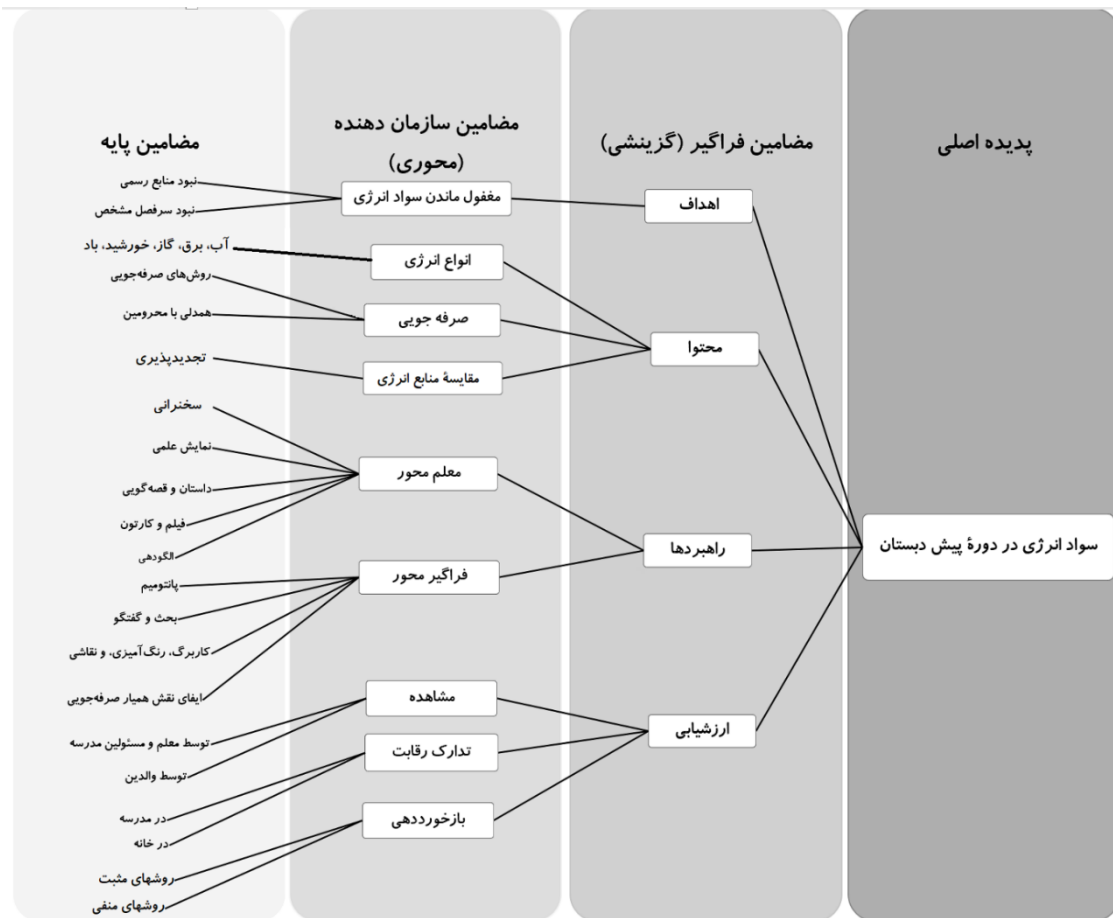 پدیده اصلی
سواد انرژی در دورهٔ پیش دبستان
مضامین فراگیر (گزینشی)
اهداف
محتوا
راهبردها
ارزشیابی
مضامین سازمان دهنده
(محوری)
مغفول ماندن سواد انرژی
انواع انرژی
صرفه جویی
مقایسهٔ منابع انرژی
معلم محور
فراگیر محور
مشاهده
تدارک رقابت
بازخورددهی
مضامین پایه
نبود منابع رسمی
نبود سرفصل مشخص
آب، برق، گاز، خورشید، باد
روش‌های صرفه‌جویی
همدلی با محرومین
تجدیدپذیری
سخنرانی
نمایش علمی
داستان و قصه‌گویی
فیلم و کارتون
الگودهی
پانتومیم
بحث و گفتگو
کاربرگ، رنگ‌آمیزی، و نقاشی
ایفای نقش همیار صرفه‌جویی
توسط معلم و مسئولین مدرسه
توسط والدین
در مدرسه
در خانه
روشهای مثبت
روشهای منفی